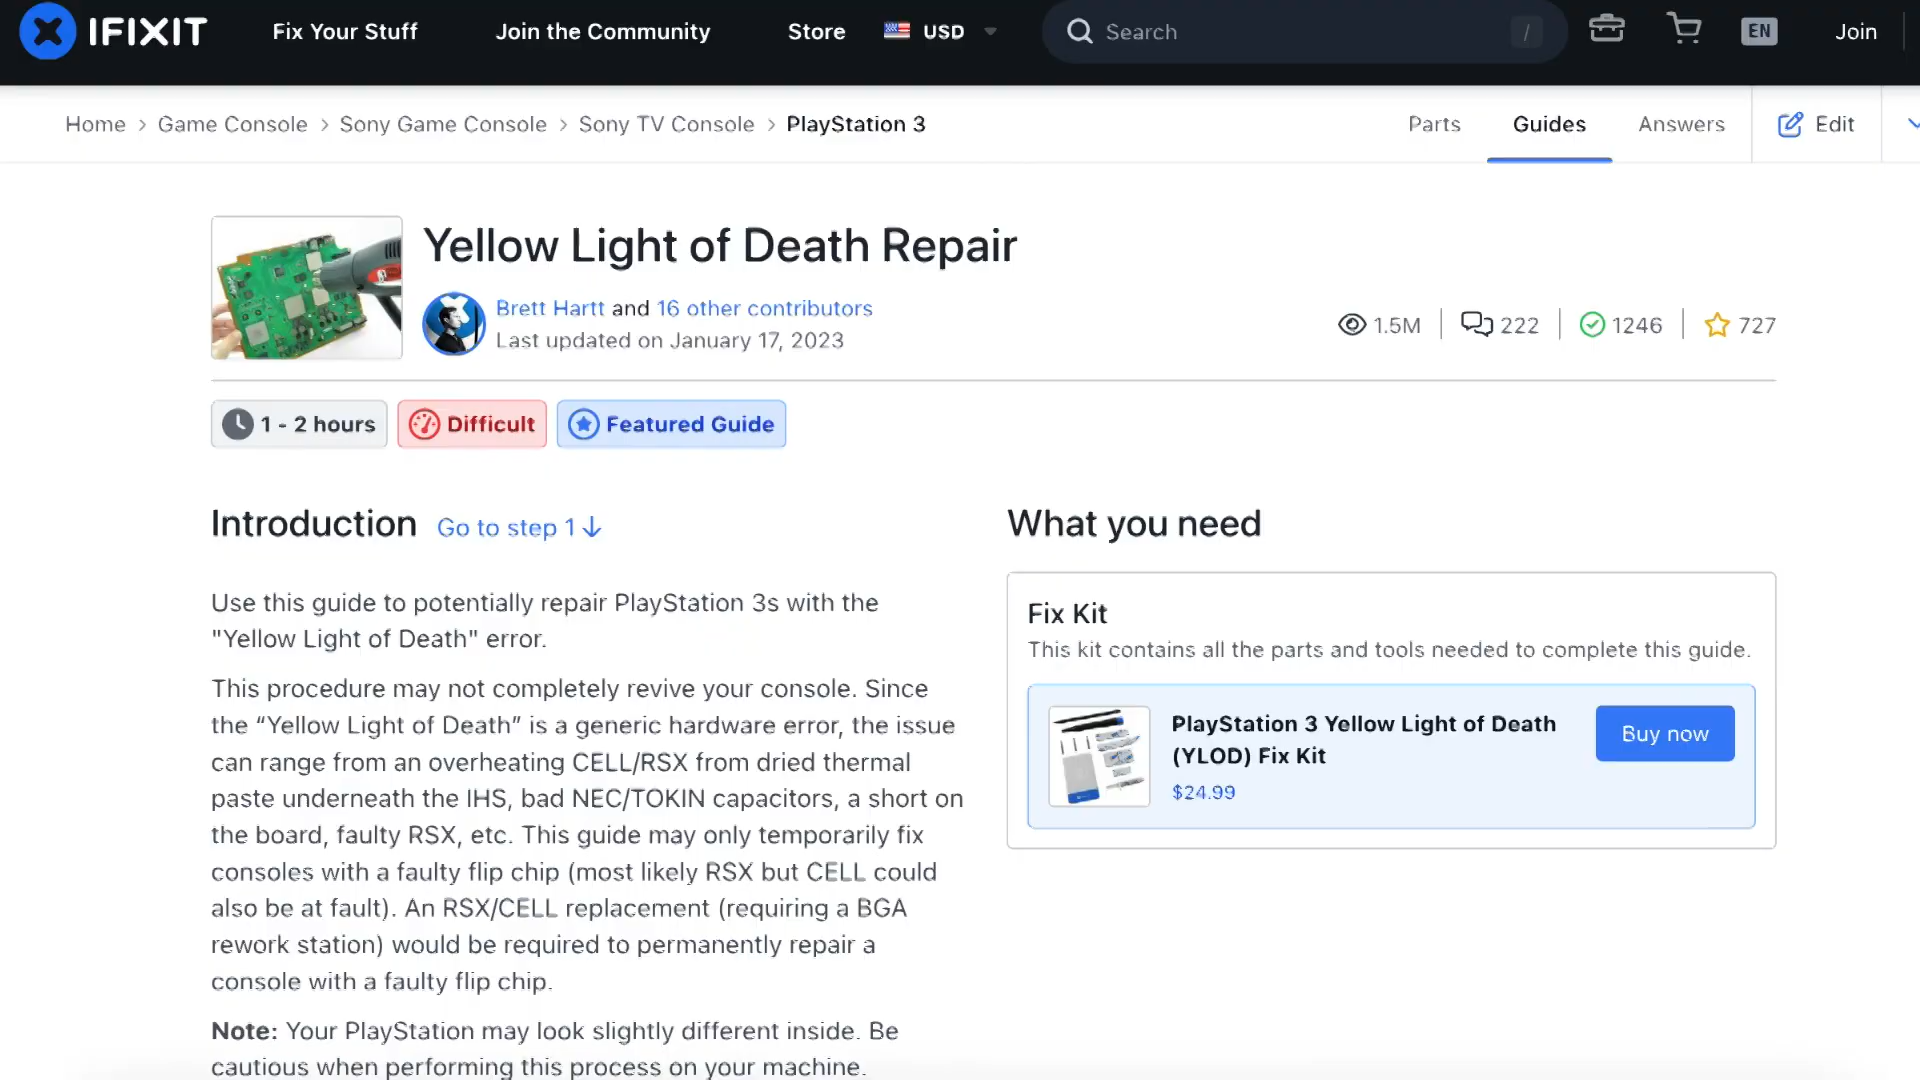 IFIXIT
Fix Your Stuff
Join the Community
Store
USD
Search
/
EN
Join
Home > Game Console > Sony Game Console > Sony TV Console > PlayStation 3
Parts
Guides
Answers
Edit
Yellow Light of Death Repair
Brett Hartt and 16 other contributors
Last updated on January 17, 2023
1.5M
222
1246
727
1 - 2 hours
Difficult
Featured Guide
Introduction
Go to step 1
Use this guide to potentially repair PlayStation 3s with the
"Yellow Light of Death" error.
This procedure may not completely revive your console. Since
the “Yellow Light of Death” is a generic hardware error, the issue
can range from an overheating CELL/RSX from dried thermal
paste underneath the IHS, bad NEC/TOKIN capacitors, a short on
the board, faulty RSX, etc. This guide may only temporarily fix
consoles with a faulty flip chip (most likely RSX but CELL could
also be at fault). An RSX/CELL replacement (requiring a BGA
rework station) would be required to permanently repair a
console with a faulty flip chip.
Note: Your PlayStation may look slightly different inside. Be
cautious when performing this process on your machine.
What you need
Fix Kit
This kit contains all the parts and tools needed to complete this guide.
PlayStation 3 Yellow Light of Death
(YLOD) Fix Kit
$24.99
Buy now